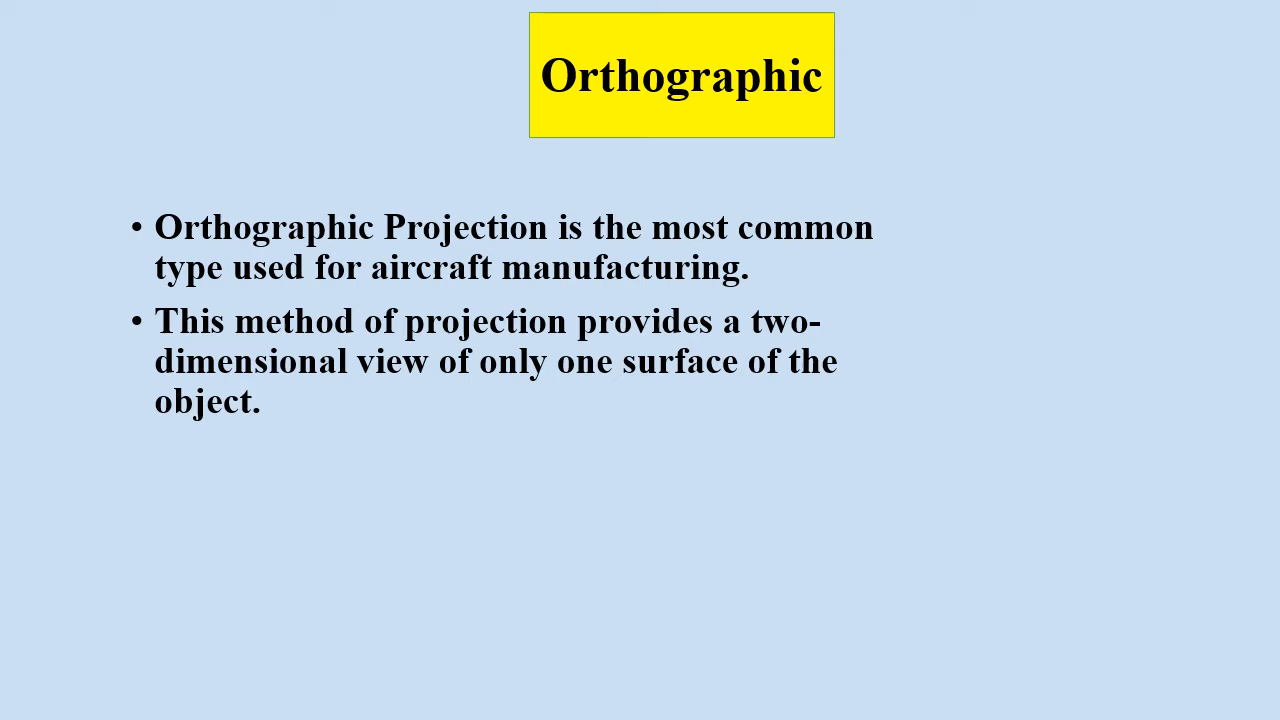 Orthographic
• Orthographic Projection is the most common
type used for aircraft manufacturing.
• This method of projection provides a two-
dimensional view of only one surface of the
object.